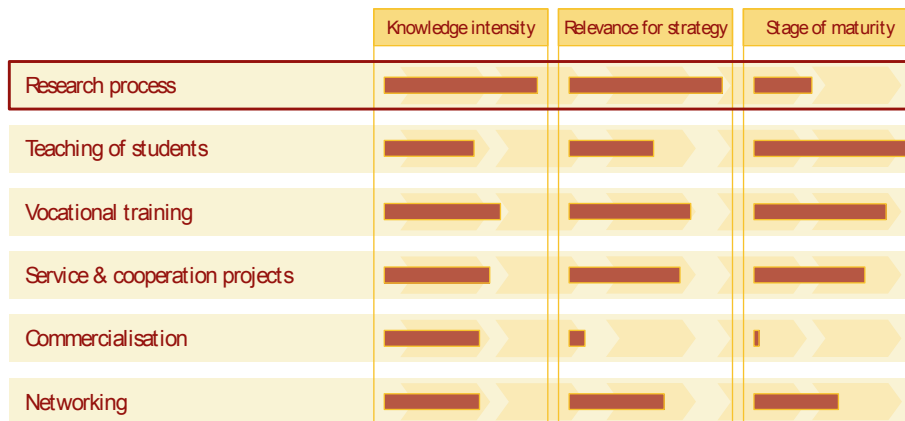 Knowledge intensity Relevance for strategy Stage of maturity
Research process
Teaching of students
Vocational training
Service & cooperation projects
Commercialisation
Networking